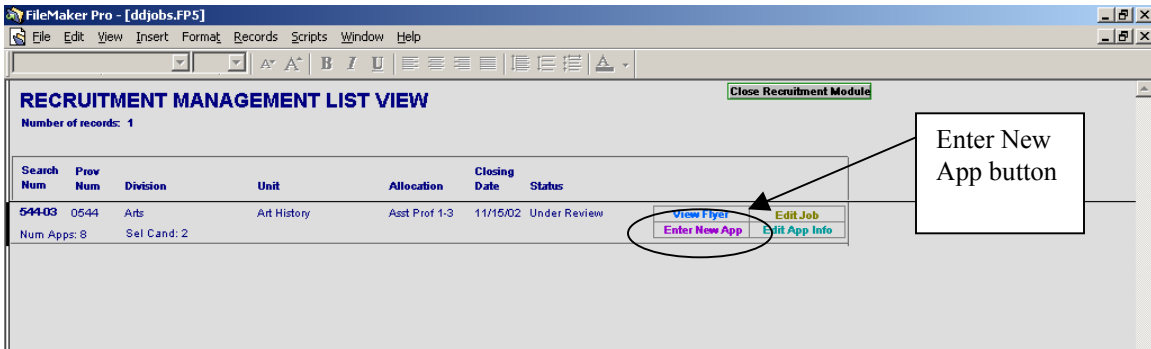 FileMaker Pro - [ddjobs.FP5]
File Edit View Insert Format Records Scripts Window Help
B I U A
RECRUITMENT MANAGEMENT LIST VIEW
Close Recruitment Module
Number of records: 1
Enter New
App button
Search Prov Closing
Num Num Division Unit Allocation Date Status
544-03 0544 Arts Art History Asst Prof 1-3 11/15/02 Under Review View Flyer Edit Job
Num Apps: 8 Sel Cand: 2 Enter New App Edit App Info